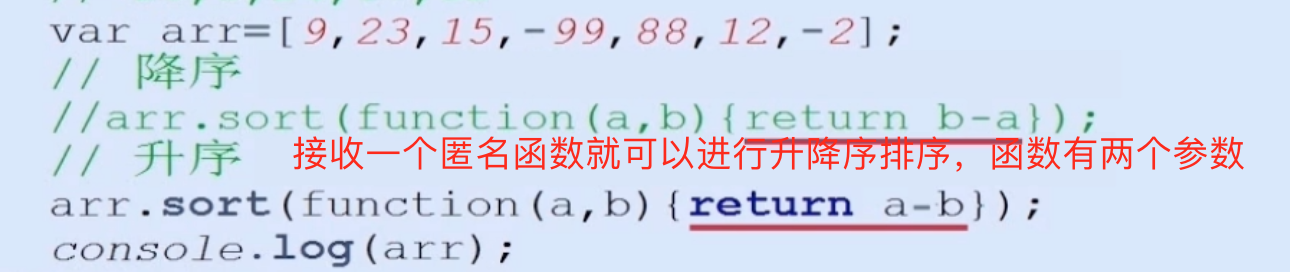 var arr=[9,23,15,-99,88,12,-2];
// 降序
//arr.sort(function(a,b){return b-a});
// 升序 接收一个匿名函数就可以进行升降序排序，函数有两个参数
arr.sort(function(a,b){return a-b});
console.log(arr);